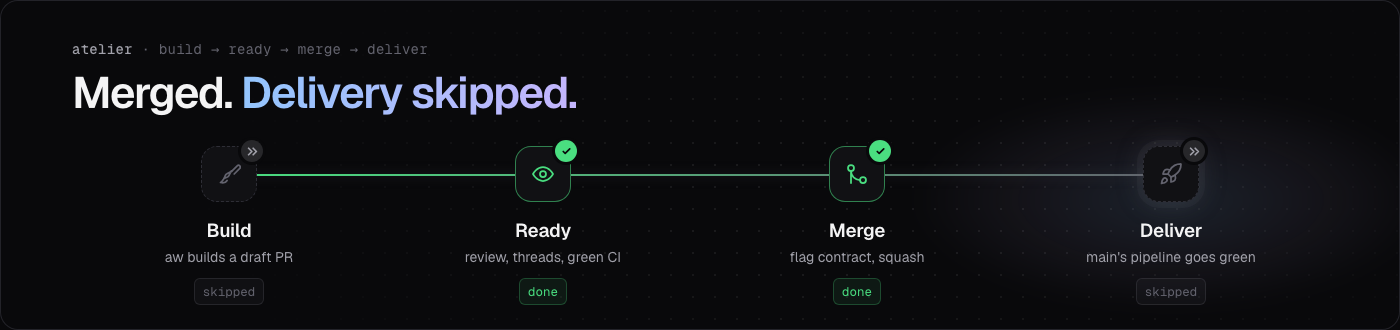 atelier · build → ready → merge → deliver
Merged. Delivery skipped.
Build
aw builds a draft PR
skipped
Ready
review, threads, green CI
done
Merge
flag contract, squash
done
Deliver
main's pipeline goes green
skipped